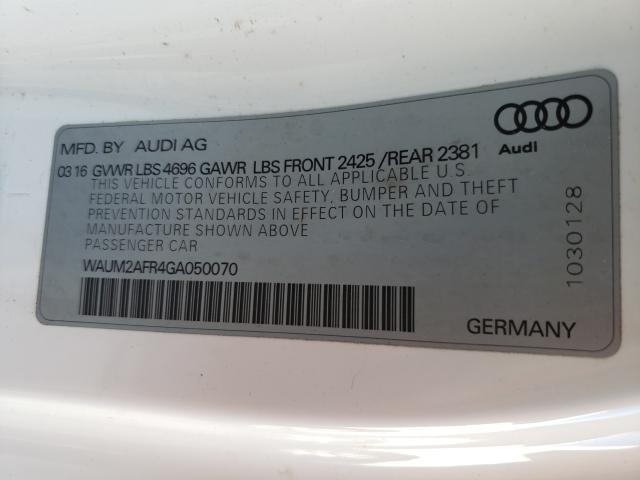 MFD. BY AUDI AG
Audi
03 16 GVWR LBS 4696 GAWR LBS FRONT 2425 /REAR 2381
THIS VEHICLE CONFORMS TO ALL APPLICABLE U.S.
FEDERAL MOTOR VEHICLE SAFETY, BUMPER AND THEFT
PREVENTION STANDARDS IN EFFECT ON THE DATE OF
MANUFACTURE SHOWN ABOVE
PASSENGER CAR
WAUM2AFR4GA050070
1030128
GERMANY